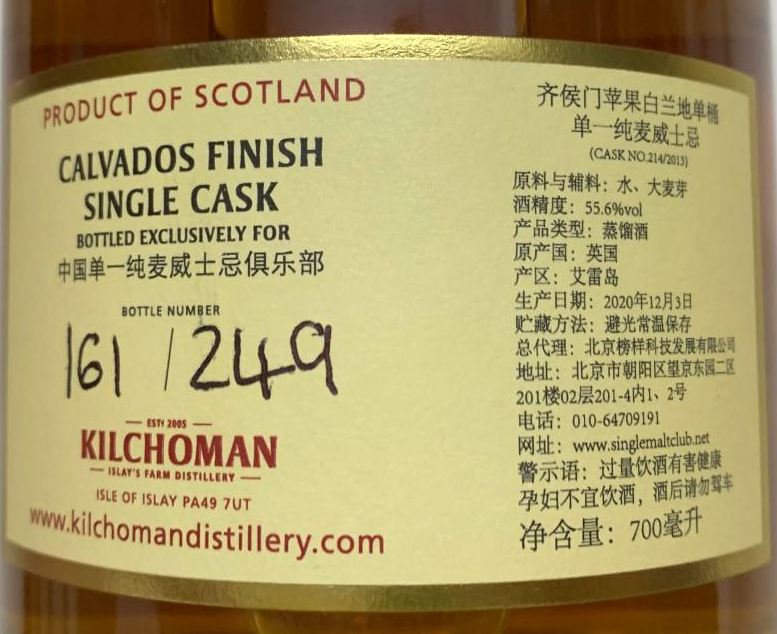 PRODUCT OF SCOTLAND
CALVADOS FINISH
SINGLE CASK
BOTTLED EXCLUSIVELY FOR
中国单一纯麦威士忌俱乐部
BOTTLE NUMBER
161 / 249
ESTD 2005
KILCHOMAN
ISLAY'S FARM DISTILLERY
ISLE OF ISLAY PA49 7UT
www.kilchomandistillery.com
齐侯门苹果白兰地单桶
单一纯麦威士忌
(CASK NO.214/2013)
原料与辅料：水、大麦芽
酒精度：55.6%vol
产品类型：蒸馏酒
原产国：英国
产区：艾雷岛
生产日期：2020年12月3日
贮藏方法：避光常温保存
总代理：北京榜样科技发展有限公司
地址：北京市朝阳区望京东园二区
201楼02层201-4内1、2号
电话：010-64709191
网址：www.singlemaltclub.net
警示语：过量饮酒有害健康
孕妇不宜饮酒，酒后请勿驾车
净含量：700毫升